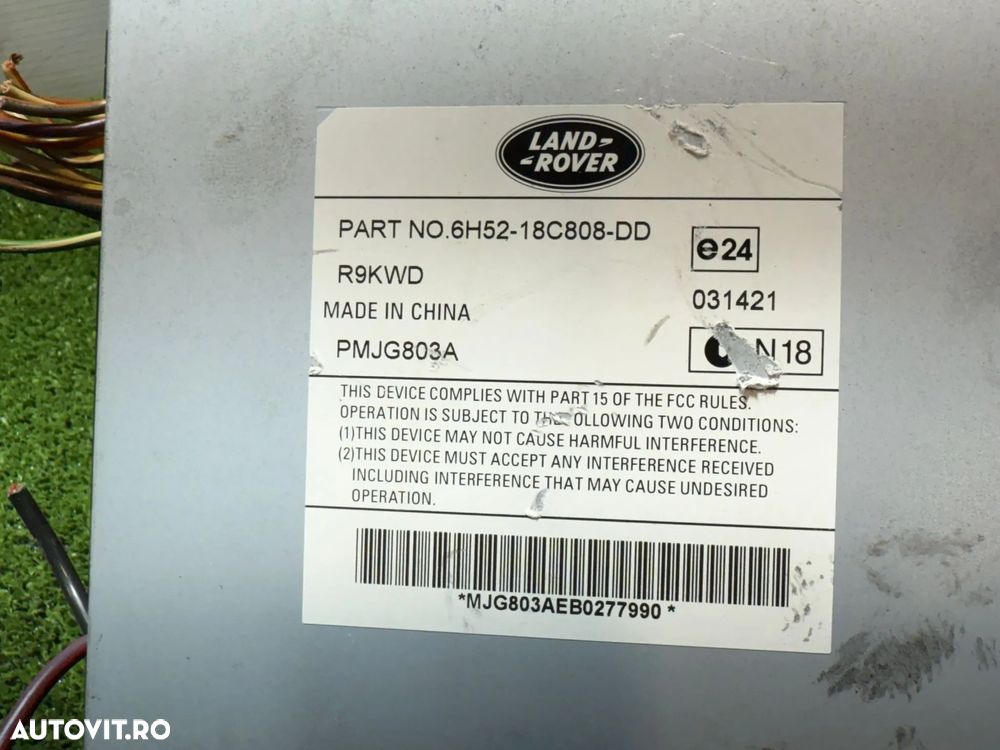 LAND-
-ROVER
PART NO.6H52-18C808-DD
e24
R9KWD
031421
MADE IN CHINA
N18
PMJG803A
THIS DEVICE COMPLIES WITH PART 15 OF THE FCC RULES.
OPERATION IS SUBJECT TO THE FOLLOWING TWO CONDITIONS:
(1)THIS DEVICE MAY NOT CAUSE HARMFUL INTERFERENCE.
(2)THIS DEVICE MUST ACCEPT ANY INTERFERENCE RECEIVED
INCLUDING INTERFERENCE THAT MAY CAUSE UNDESIRED
OPERATION.
*MJG803AEB0277990*
AUTOVIT.RO